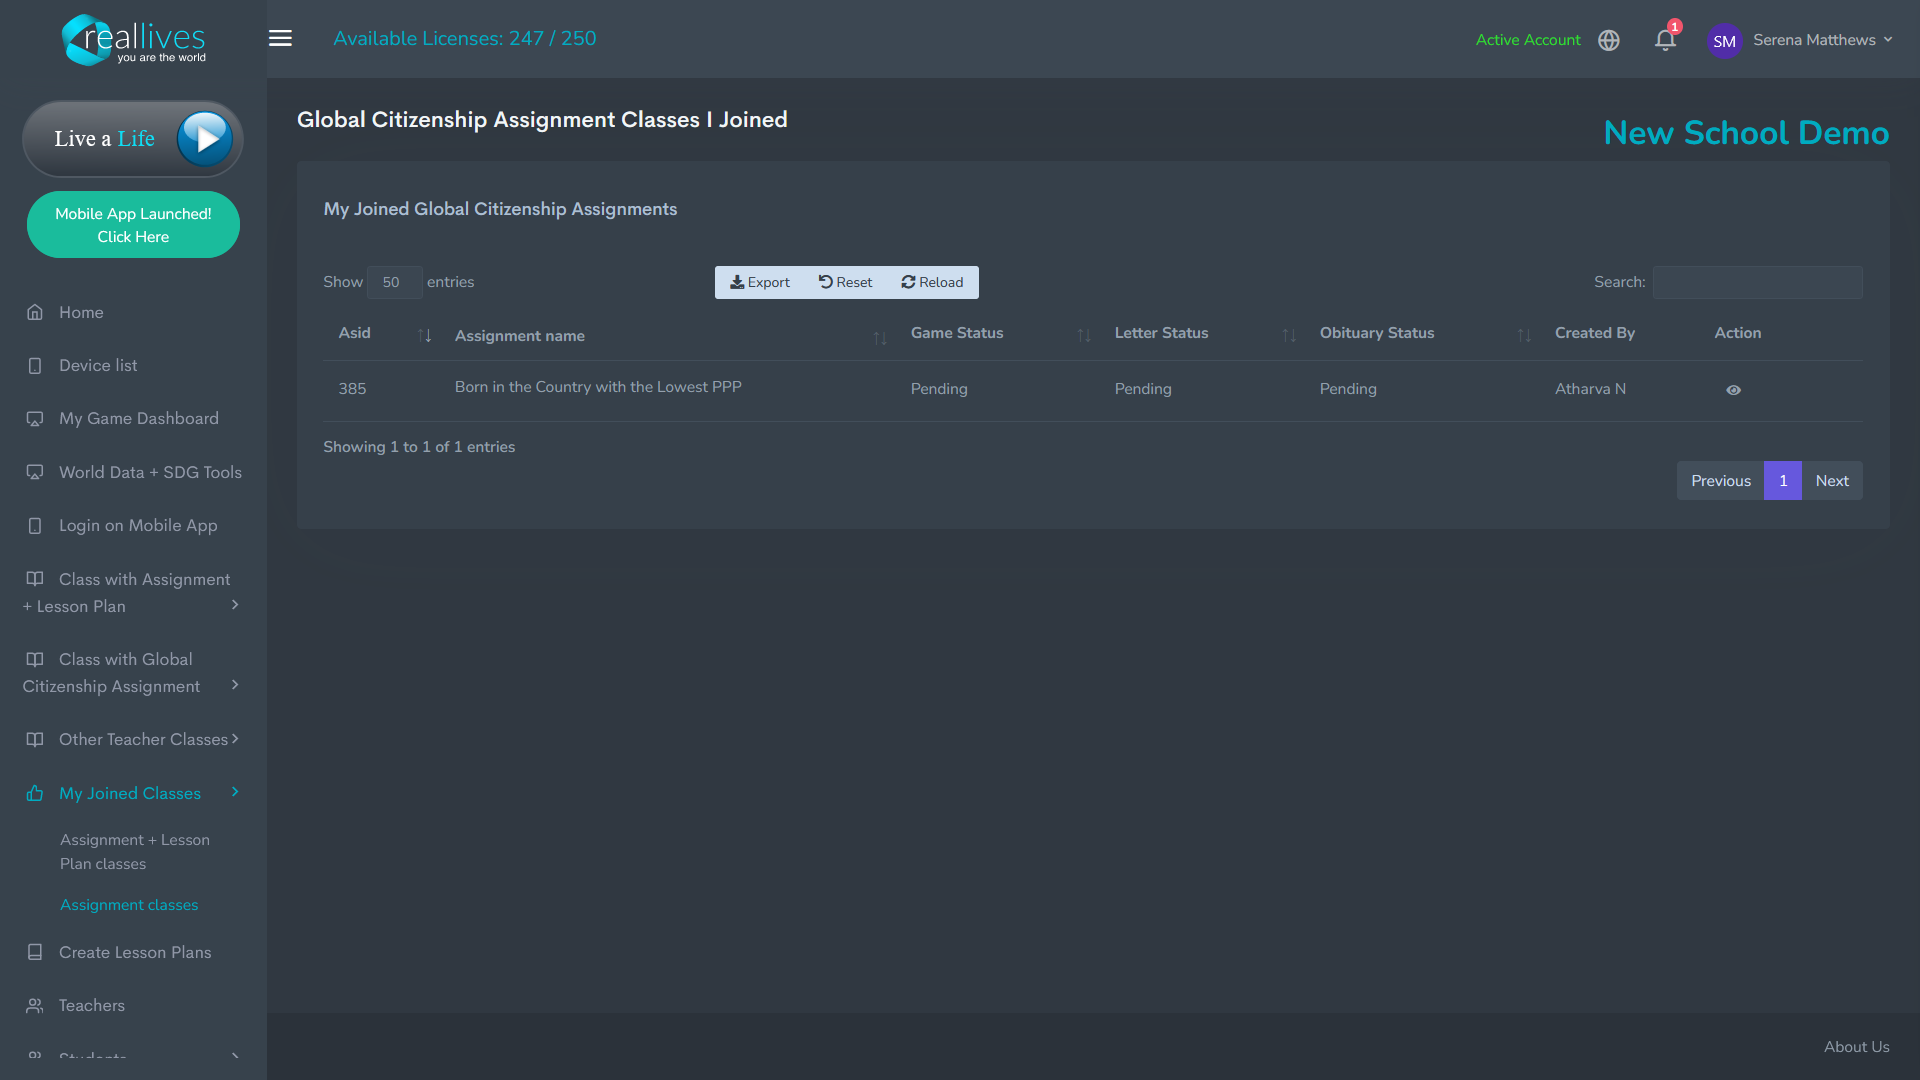 reallives
you are the world
Available Licenses: 247 / 250
Active Account
1
SM
Serena Matthews
Live a Life
Mobile App Launched!
Click Here
Home
Device list
My Game Dashboard
World Data + SDG Tools
Login on Mobile App
Class with Assignment
+ Lesson Plan
Class with Global
Citizenship Assignment
Other Teacher Classes
My Joined Classes
Assignment + Lesson
Plan classes
Assignment classes
Create Lesson Plans
Teachers
Students
Global Citizenship Assignment Classes I Joined
New School Demo
My Joined Global Citizenship Assignments
Show 50 entries
Export Reset Reload
Search:
Asid Assignment name Game Status Letter Status Obituary Status Created By Action
385 Born in the Country with the Lowest PPP Pending Pending Pending Atharva N
Showing 1 to 1 of 1 entries
Previous 1 Next
About Us